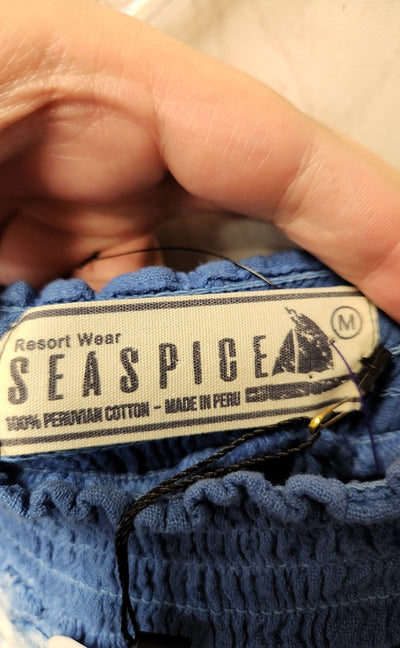 Resort Wear
SEASPICE
M
100% PERUVIAN COTTON - MADE IN PERU